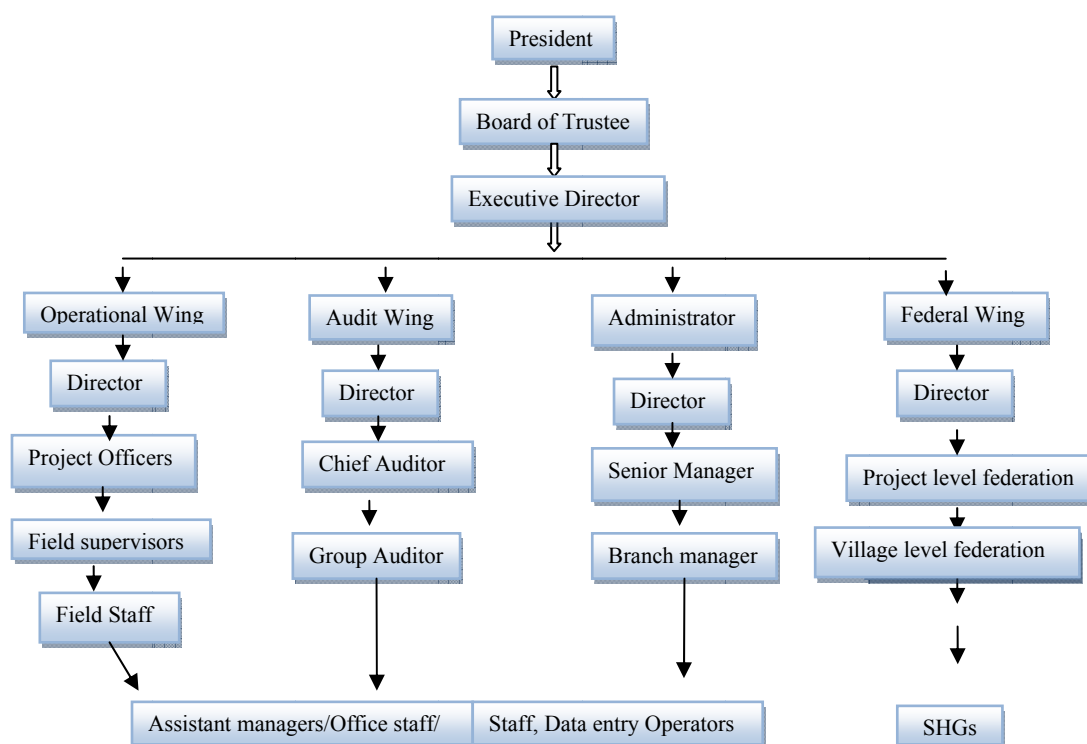 President
Board of Trustee
Executive Director
Operational Wing
Audit Wing
Administrator
Federal Wing
Director
Director
Director
Director
Project Officers
Chief Auditor
Senior Manager
Project level federation
Field supervisors
Group Auditor
Branch manager
Village level federation
Field Staff
Assistant managers/Office staff/
Staff, Data entry Operators
SHGs